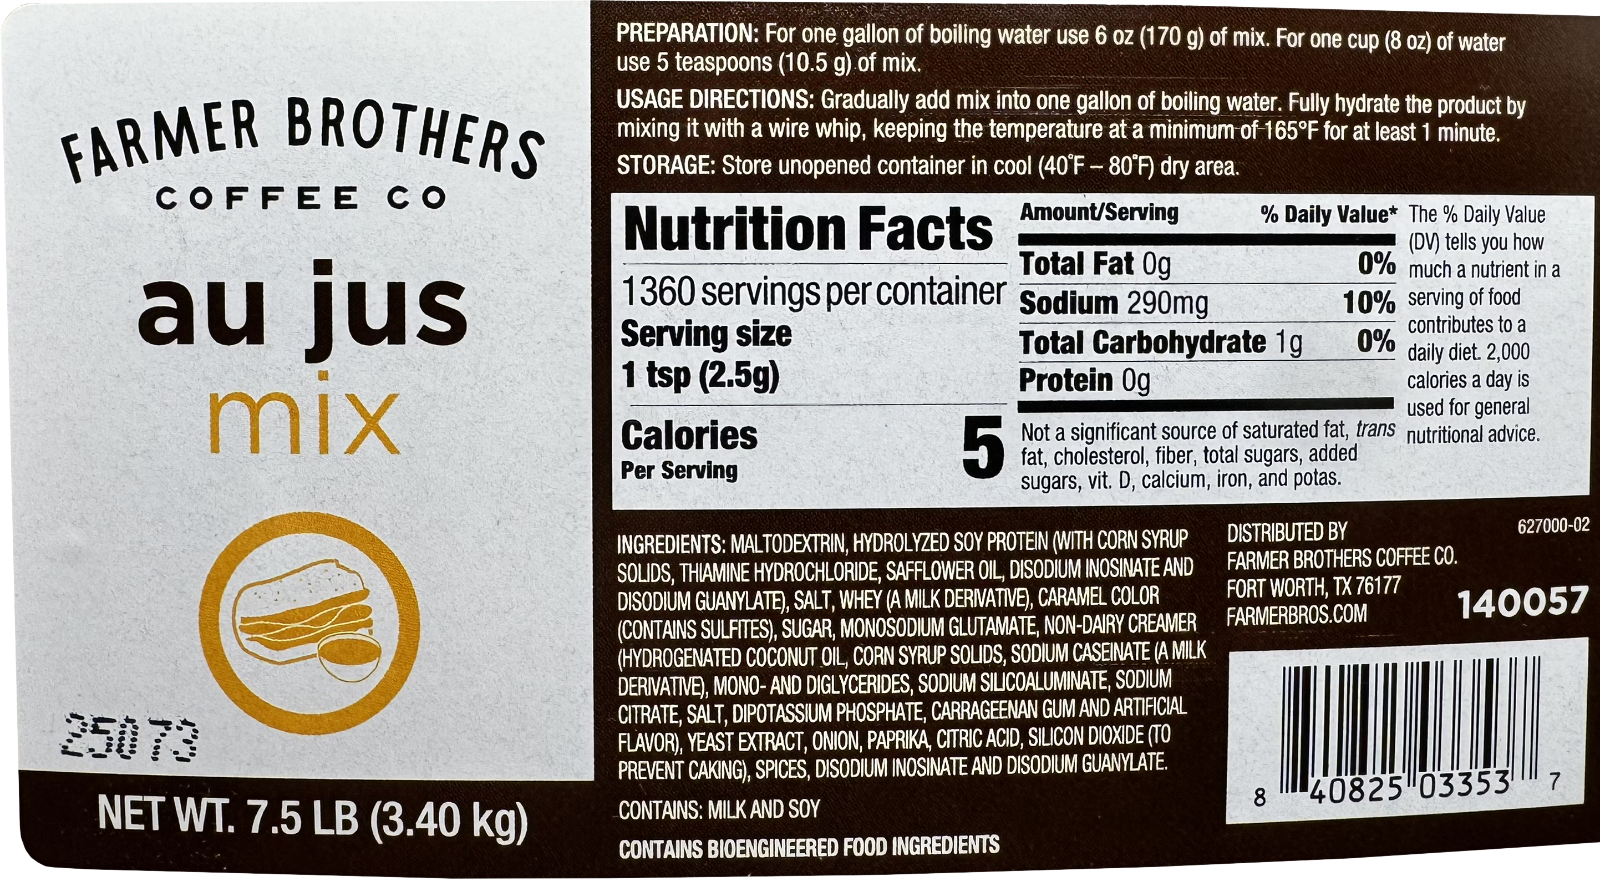 FARMER BROTHERS
COFFEE CO
au jus
mix
NET WT. 7.5 LB (3.40 kg)
PREPARATION: For one gallon of boiling water use 6 oz (170 g) of mix. For one cup (8 oz) of water
use 5 teaspoons (10.5 g) of mix.
USAGE DIRECTIONS: Gradually add mix into one gallon of boiling water. Fully hydrate the product by
mixing it with a wire whip, keeping the temperature at a minimum of 165°F for at least 1 minute.
STORAGE: Store unopened container in cool (40°F – 80°F) dry area.
Nutrition Facts
1360 servings per container
Serving size
1 tsp (2.5g)
Calories 5
Per Serving
Amount/Serving % Daily Value*
Total Fat 0g 0%
Sodium 290mg 10%
Total Carbohydrate 1g 0%
Protein 0g
Not a significant source of saturated fat, trans
fat, cholesterol, fiber, total sugars, added
sugars, vit. D, calcium, iron, and potas.
The % Daily Value
(DV) tells you how
much a nutrient in a
serving of food
contributes to a
daily diet. 2,000
calories a day is
used for general
nutritional advice.
INGREDIENTS: MALTODEXTRIN, HYDROLYZED SOY PROTEIN (WITH CORN SYRUP
SOLIDS, THIAMINE HYDROCHLORIDE, SAFFLOWER OIL, DISODIUM INOSINATE AND
DISODIUM GUANYLATE), SALT, WHEY (A MILK DERIVATIVE), CARAMEL COLOR
(CONTAINS SULFITES), SUGAR, MONOSODIUM GLUTAMATE, NON-DAIRY CREAMER
(HYDROGENATED COCONUT OIL, CORN SYRUP SOLIDS, SODIUM CASEINATE (A MILK
DERIVATIVE), MONO- AND DIGLYCERIDES, SODIUM SILICOALUMINATE, SODIUM
CITRATE, SALT, DIPOTASSIUM PHOSPHATE, CARRAGEENAN GUM AND ARTIFICIAL
FLAVOR), YEAST EXTRACT, ONION, PAPRIKA, CITRIC ACID, SILICON DIOXIDE (TO
PREVENT CAKING), SPICES, DISODIUM INOSINATE AND DISODIUM GUANYLATE.
CONTAINS: MILK AND SOY
CONTAINS BIOENGINEERED FOOD INGREDIENTS
DISTRIBUTED BY
FARMER BROTHERS COFFEE CO.
FORT WORTH, TX 76177
FARMERBROS.COM
627000-02
140057
8 40825 03353 7